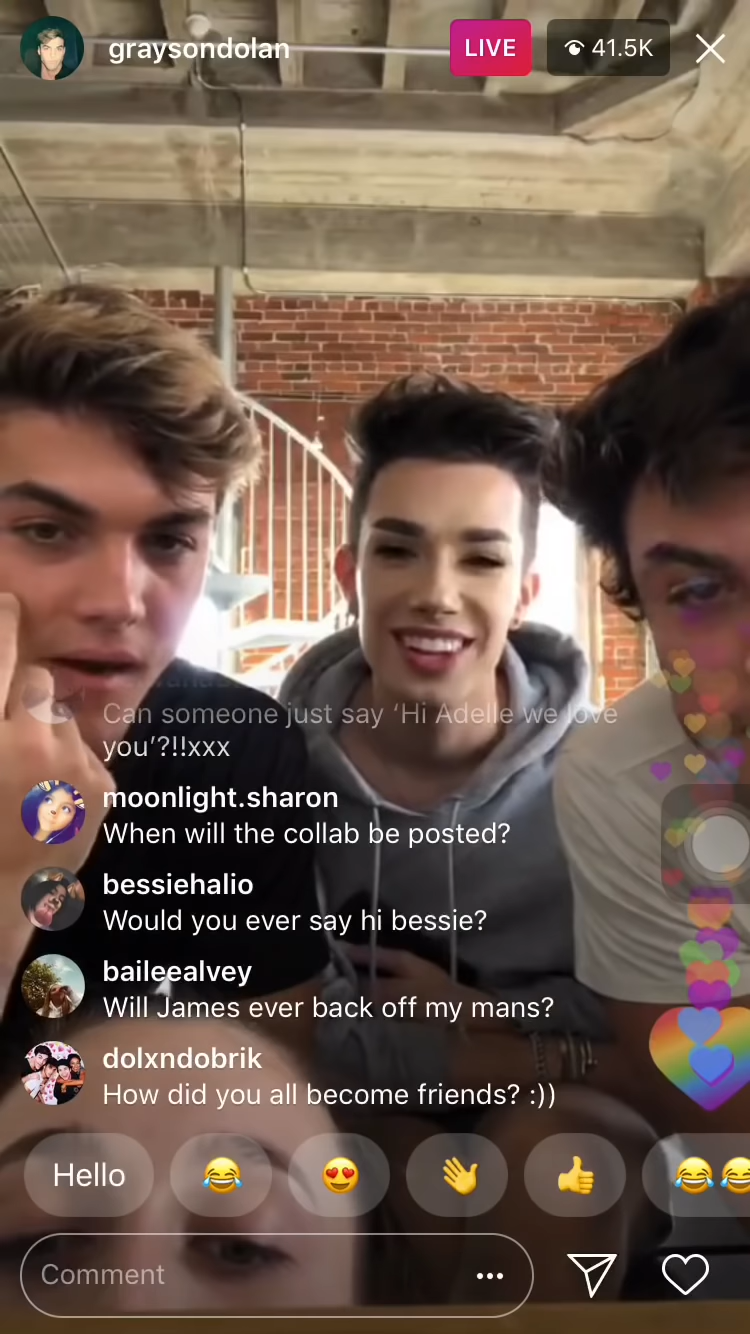 graysondolan
LIVE
41.5K
Can someone just say ‘Hi Adelle we love
you’?!!xxx
moonlight.sharon
When will the collab be posted?
bessiehalio
Would you ever say hi bessie?
baileealvey
Will James ever back off my mans?
dolxndobrik
How did you all become friends? :))
Hello 😂 😍 👋 👍 😂😂
Comment